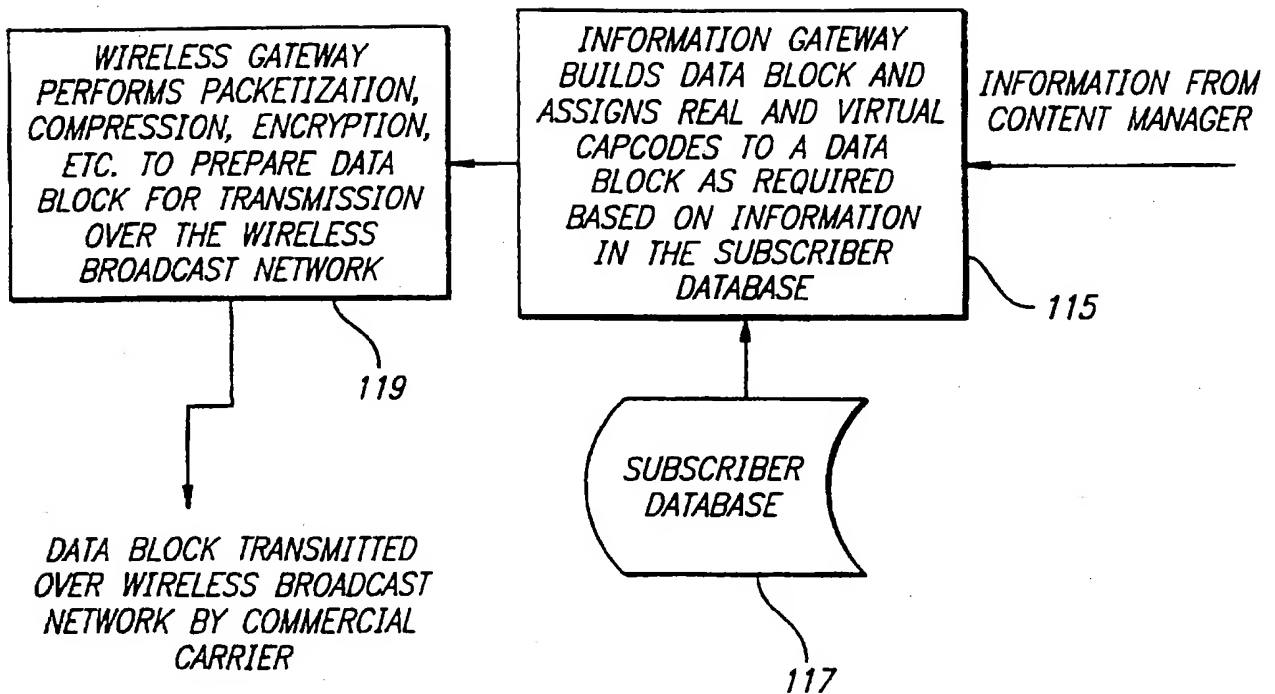 WIRELESS GATEWAY
PERFORMS PACKETIZATION,
COMPRESSION, ENCRYPTION,
ETC. TO PREPARE DATA
BLOCK FOR TRANSMISSION
OVER THE WIRELESS
BROADCAST NETWORK
119
INFORMATION GATEWAY
BUILDS DATA BLOCK AND
ASSIGNS REAL AND VIRTUAL
CAPCODES TO A DATA
BLOCK AS REQUIRED
BASED ON INFORMATION
IN THE SUBSCRIBER
DATABASE
115
INFORMATION FROM
CONTENT MANAGER
SUBSCRIBER
DATABASE
117
DATA BLOCK TRANSMITTED
OVER WIRELESS BROADCAST
NETWORK BY COMMERCIAL
CARRIER